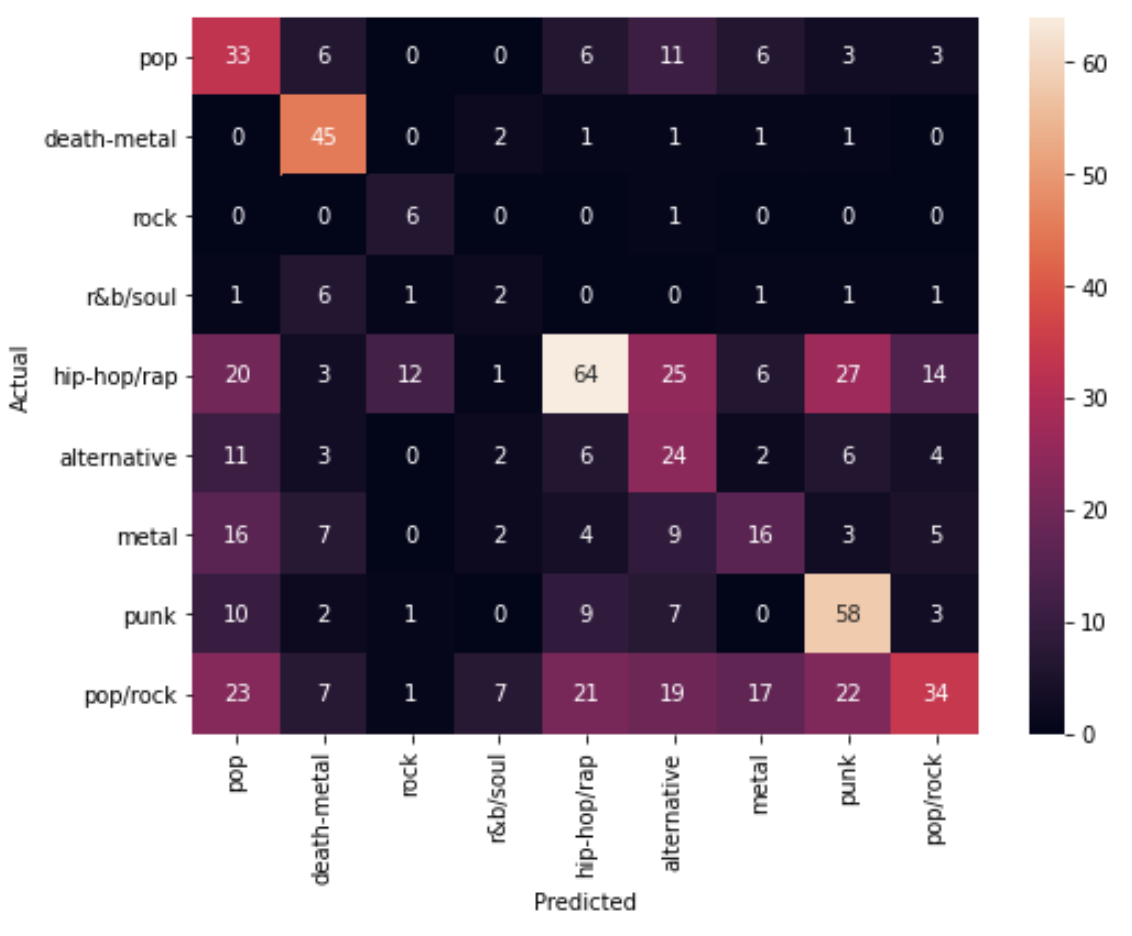 pop 33 6 0 0 6 11 6 3 3
death-metal 0 45 0 2 1 1 1 1 0
rock 0 0 6 0 0 1 0 0 0
r&b/soul 1 6 1 2 0 0 1 1 1
hip-hop/rap 20 3 12 1 64 25 6 27 14
alternative 11 3 0 2 6 24 2 6 4
metal 16 7 0 2 4 9 16 3 5
punk 10 2 1 0 9 7 0 58 3
pop/rock 23 7 1 7 21 19 17 22 34
Actual
pop death-metal rock r&b/soul hip-hop/rap alternative metal punk pop/rock
Predicted
60
50
40
30
20
10
0